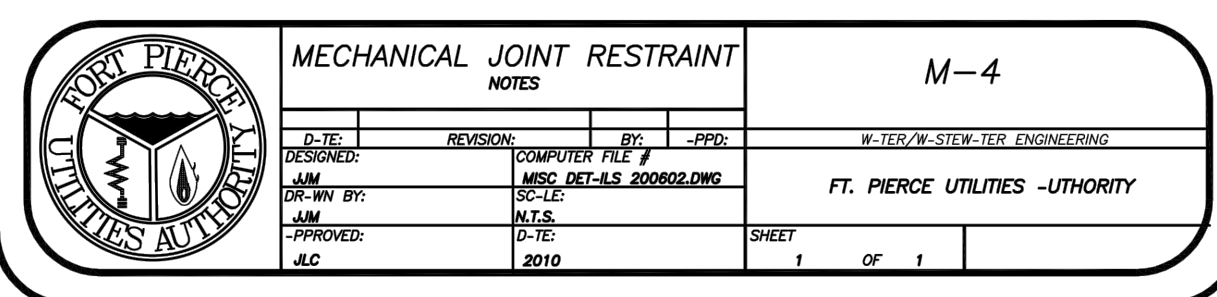 FORT PIERCE
UTILITIES AUTHORITY
MECHANICAL JOINT RESTRAINT
NOTES
M-4
D-TE: REVISION: BY: -PPD:
W-TER/W-STEW-TER ENGINEERING
DESIGNED:
JJM
COMPUTER FILE #
MISC DET-ILS 200602.DWG
FT. PIERCE UTILITIES -UTHORITY
DR-WN BY:
JJM
SC-LE:
N.T.S.
-PPROVED:
JLC
D-TE:
2010
SHEET
1 OF 1